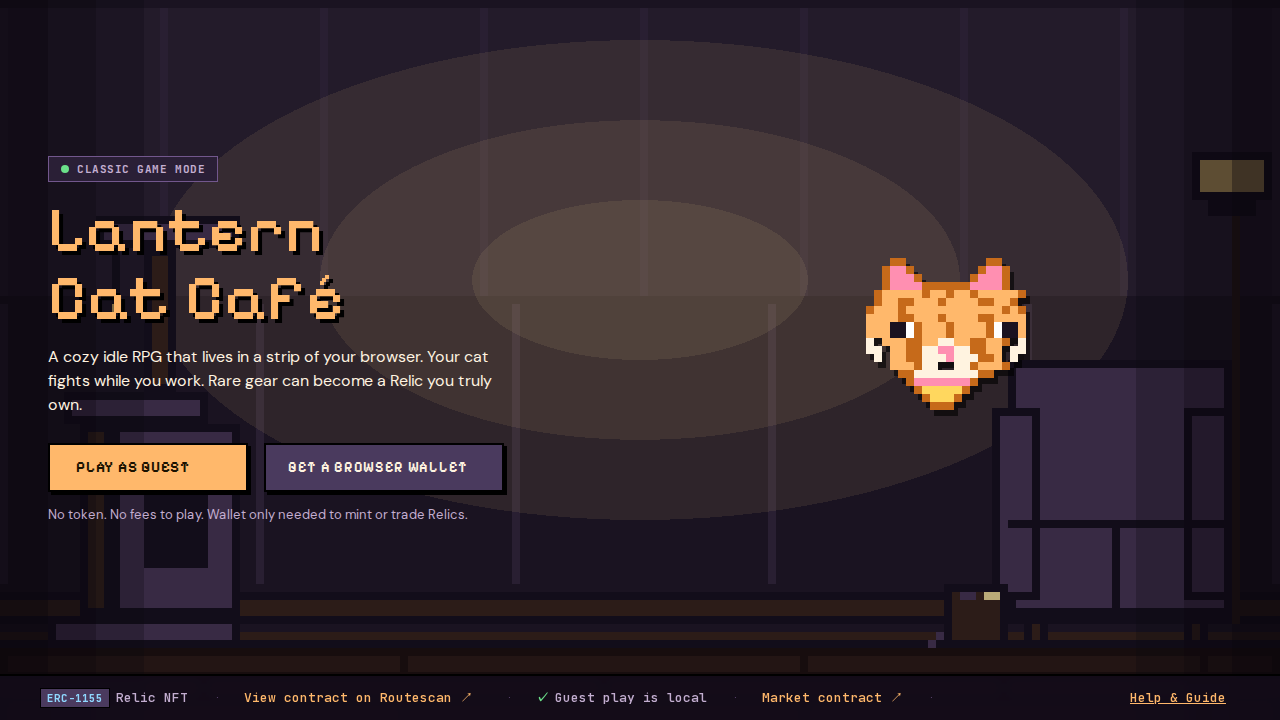 CLASSIC GAME MODE
Lantern
Cat Café
A cozy idle RPG that lives in a strip of your browser. Your cat
fights while you work. Rare gear can become a Relic you truly
own.
PLAY AS GUEST
GET A BROWSER WALLET
No token. No fees to play. Wallet only needed to mint or trade Relics.
ERC-1155 Relic NFT · View contract on Routescan ↗ · ✓ Guest play is local · Market contract ↗ · Help & Guide